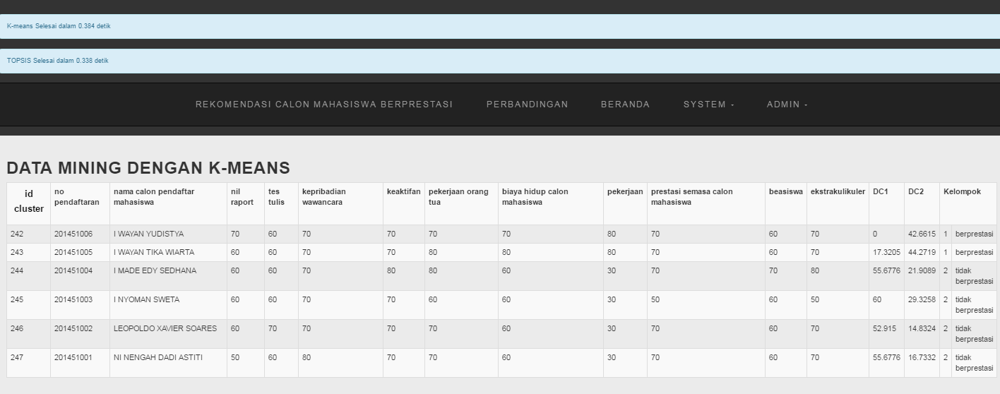 K-means Selesai dalam 0.384 detik
TOPSIS Selesai dalam 0.338 detik
REKOMENDASI CALON MAHASISWA BERPRESTASI PERBANDINGAN BERANDA SYSTEM ADMIN
DATA MINING DENGAN K-MEANS
id no nama calon pendaftar nil tes kepribadian keaktifan pekerjaan orang biaya hidup calon pekerjaan prestasi semasa calon beasiswa ekstrakulikuler DC1 DC2 Kelompok
cluster pendaftaran mahasiswa raport tulis wawancara tua mahasiswa mahasiswa
242 201451006 I WAYAN YUDISTYA 70 60 70 70 70 70 80 70 60 70 0 42.6615 1 berprestasi
243 201451005 I WAYAN TIKA WIARTA 60 60 70 70 80 80 80 70 60 70 17.3205 44.2719 1 berprestasi
244 201451004 I MADE EDY SEDHANA 60 60 70 80 80 60 30 70 70 80 55.6776 21.9089 2 tidak
berprestasi
245 201451003 I NYOMAN SWETA 60 60 70 70 60 60 30 50 60 50 60 29.3258 2 tidak
berprestasi
246 201451002 LEOPOLDO XAVIER SOARES 60 70 70 70 70 60 30 70 60 70 52.915 14.8324 2 tidak
berprestasi
247 201451001 NI NENGAH DADI ASTITI 50 60 80 70 70 60 30 70 60 70 55.6776 16.7332 2 tidak
berprestasi